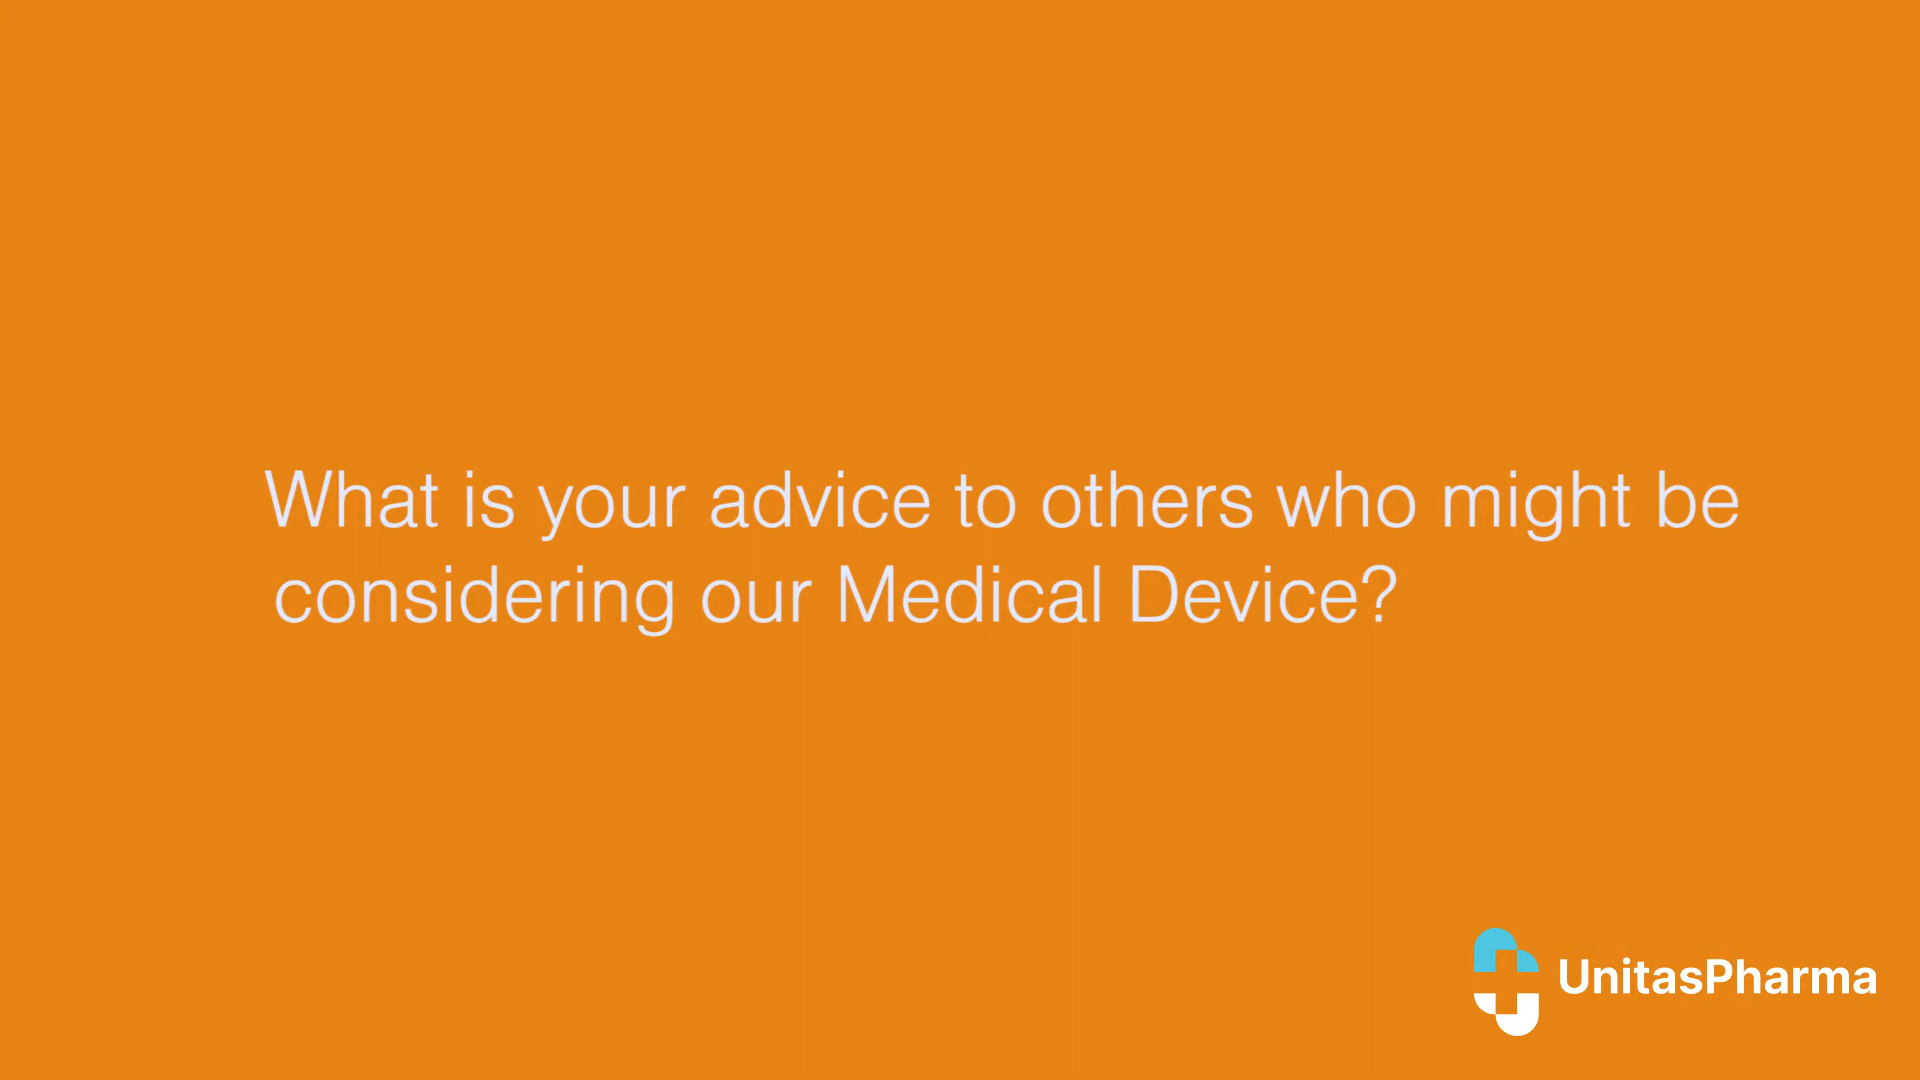 What is your advice to others who might be
considering our Medical Device?
UnitasPharma